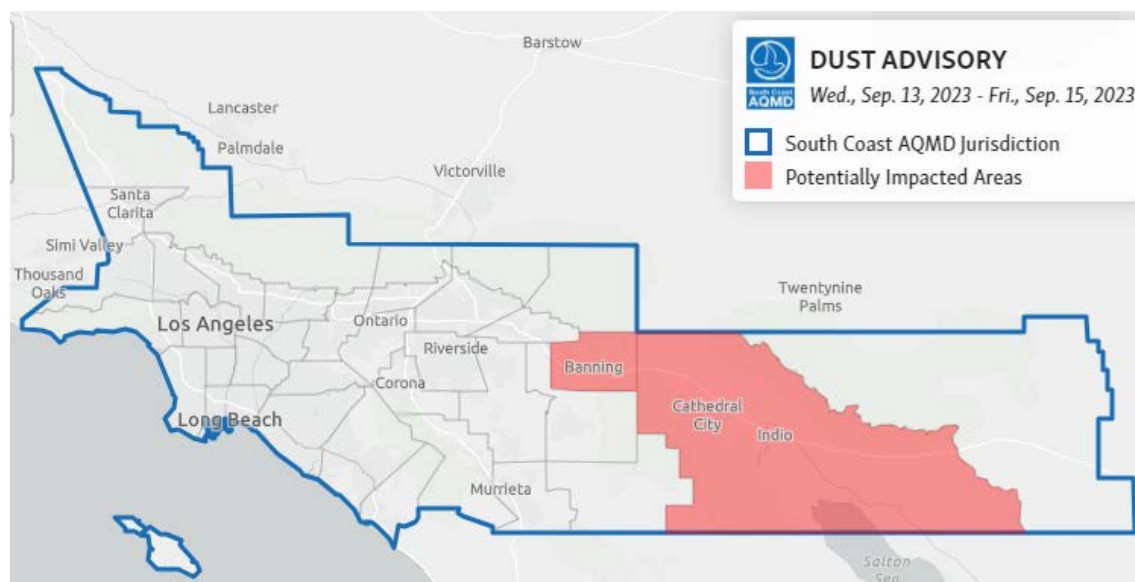 DUST ADVISORY
South Coast
AQMD
Wed., Sep. 13, 2023 - Fri., Sep. 15, 2023
South Coast AQMD Jurisdiction
Potentially Impacted Areas
Barstow
Lancaster
Palmdale
Victorville
Santa
Clarita
Simi Valley
Thousand
Oaks
Twentynine
Palms
Los Angeles
Ontario
Riverside
Banning
Corona
Cathedral
City
Long Beach
Indio
Murrieta
Salton
Sea